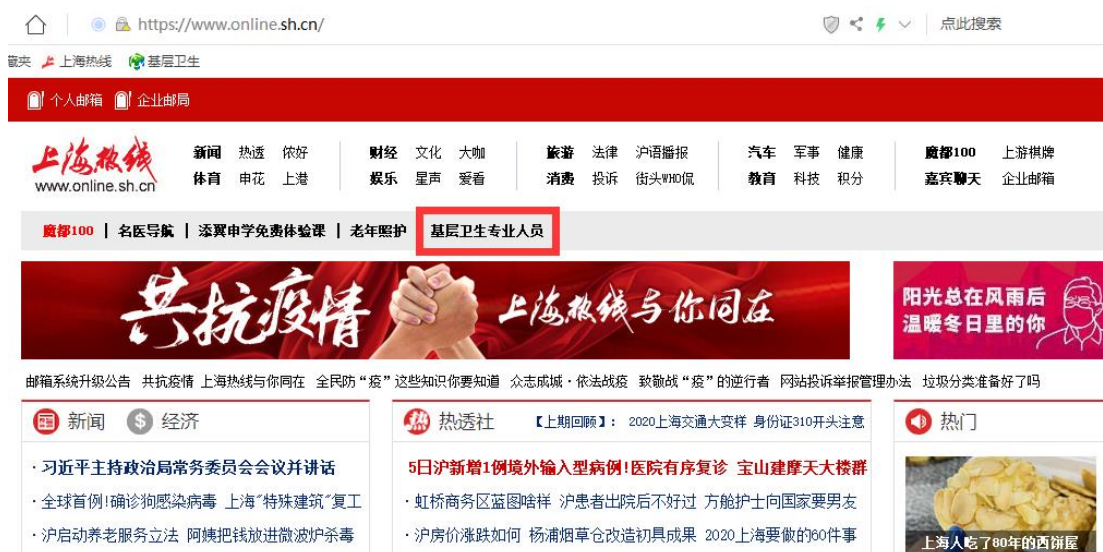 https://www.online.sh.cn/ 点此搜索
藏夹 上海热线 基层卫生
个人邮箱 企业邮局
上海热线 新闻 热透 侬好 财经 文化 大咖 旅游 法律 沪语播报 汽车 军事 健康 魔都100 上游棋牌
www.online.sh.cn 体育 申花 上港 娱乐 星声 爱看 消费 投诉 街头WHO侃 教育 科技 积分 嘉宾聊天 企业邮箱
魔都100 | 名医导航 | 添翼申学免费体验课 | 老年照护 基层卫生专业人员
共抗疫情 上海热线与你同在 阳光总在风雨后
温暖冬日里的你
邮箱系统升级公告 共抗疫情 上海热线与你同在 全民防“疫”这些知识你要知道 众志成城·依法战疫 致敬战“疫”的逆行者 网站投诉举报管理办法 垃圾分类准备好了吗
新闻 $ 经济 热透社 【上期回顾】： 2020上海交通大变样 身份证310开头注意 热门
·习近平主持政治局常务委员会会议并讲话 5日沪新增1例境外输入型病例!医院有序复诊 宝山建摩天大楼群
·全球首例!确诊狗感染病毒 上海“特殊建筑”复工 ·虹桥商务区蓝图啥样 沪患者出院后不好过 方舱护士向国家要男友
·沪启动养老服务立法 阿姨把钱放进微波炉杀毒 ·沪房价涨跌如何 杨浦烟草仓改造初具成果 2020上海要做的60件事 上海人吃了80年的西饼屋